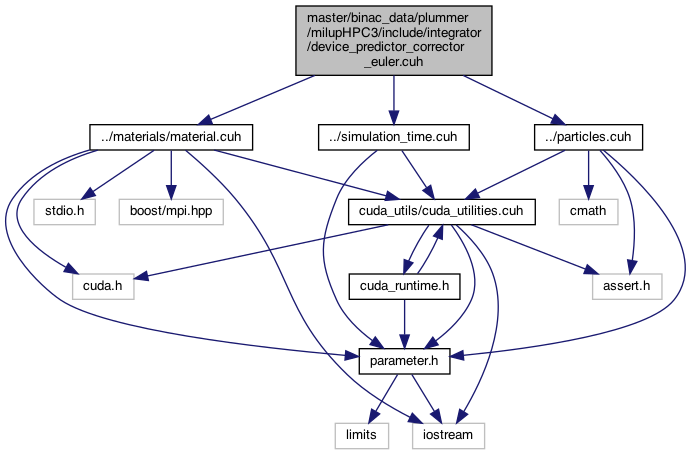 master/binac_data/plummer
/milupHPC3/include/integrator
/device_predictor_corrector
_euler.cuh
../materials/material.cuh
../simulation_time.cuh
../particles.cuh
stdio.h
boost/mpi.hpp
cuda_utils/cuda_utilities.cuh
cmath
cuda.h
cuda_runtime.h
assert.h
parameter.h
limits
iostream